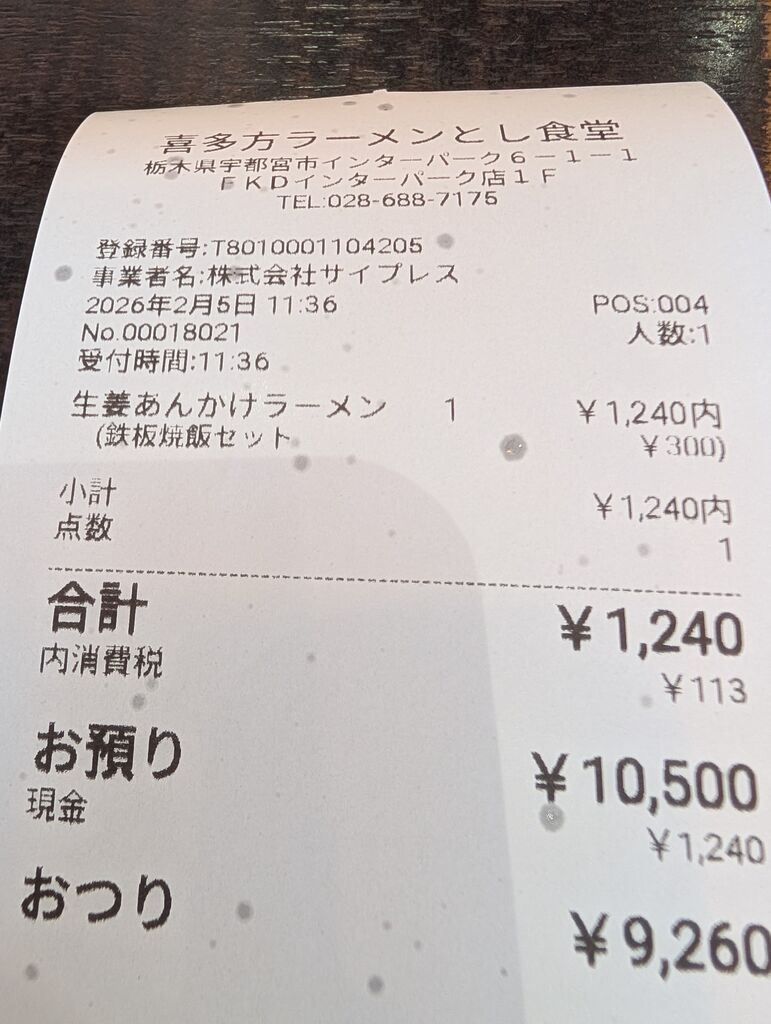 喜多方ラーメンとし食堂
栃木県宇都宮市インターパーク6-1-1
FKDインターパーク店1F
TEL:028-688-7175
登録番号:T8010001104205
事業者名:株式会社サイプレス
2026年2月5日 11:36 POS:004
No.00018021 人数:1
受付時間:11:36
生姜あんかけラーメン 1 ¥1,240内
(鉄板焼飯セット ¥300)
小計 ¥1,240内
点数 1
合計 ¥1,240
内消費税 ¥113
お預り ¥10,500
現金 ¥1,240
おつり ¥9,260